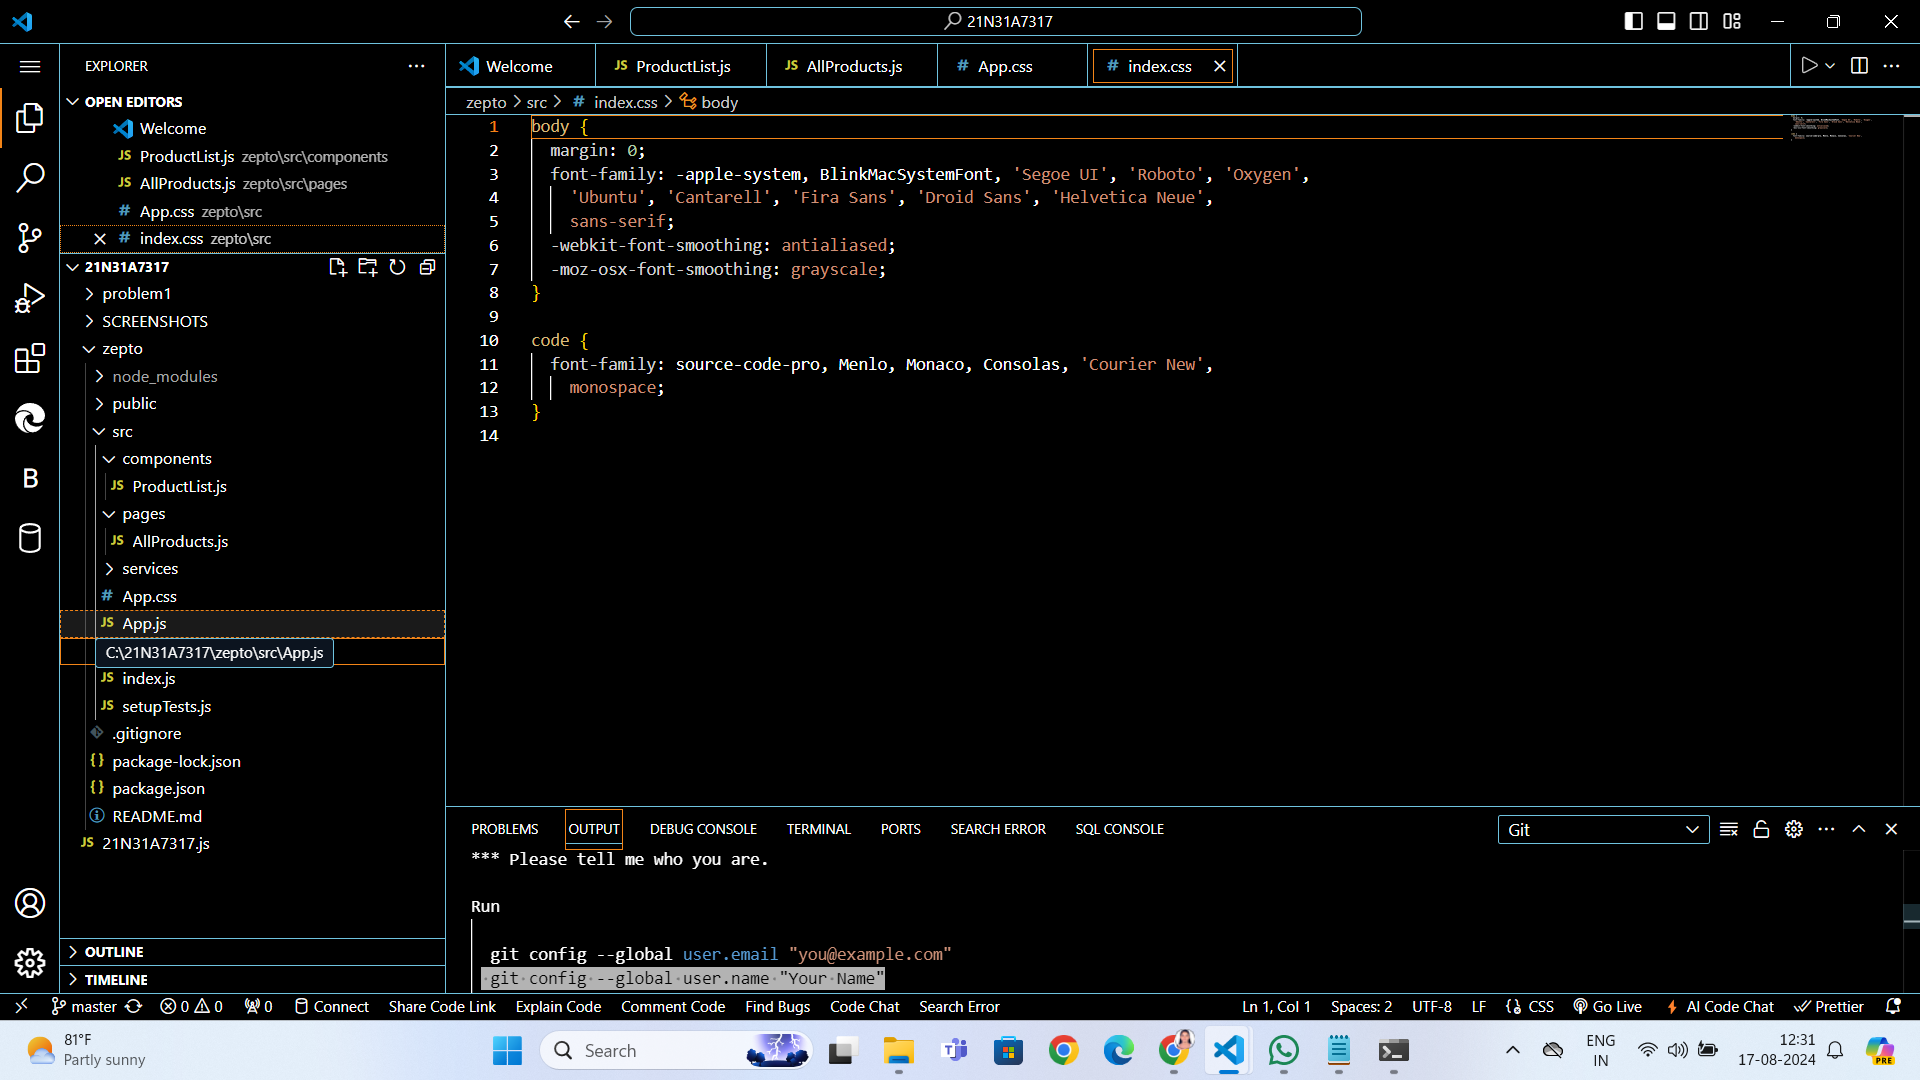 21N31A7317
EXPLORER
OPEN EDITORS
Welcome
JS ProductList.js zepto\src\components
JS AllProducts.js zepto\src\pages
# App.css zepto\src
# index.css zepto\src
21N31A7317
problem1
SCREENSHOTS
zepto
node_modules
public
src
components
JS ProductList.js
pages
JS AllProducts.js
services
# App.css
JS App.js
C:\21N31A7317\zepto\src\App.js
JS index.js
JS setupTests.js
.gitignore
{} package-lock.json
{} package.json
README.md
JS 21N31A7317.js
OUTLINE
TIMELINE
B
Welcome
JS ProductList.js
JS AllProducts.js
# App.css
# index.css
zepto > src > # index.css > body
1 body {
2 margin: 0;
3 font-family: -apple-system, BlinkMacSystemFont, 'Segoe UI', 'Roboto', 'Oxygen',
4 'Ubuntu', 'Cantarell', 'Fira Sans', 'Droid Sans', 'Helvetica Neue',
5 sans-serif;
6 -webkit-font-smoothing: antialiased;
7 -moz-osx-font-smoothing: grayscale;
8 }
9
10 code {
11 font-family: source-code-pro, Menlo, Monaco, Consolas, 'Courier New',
12 monospace;
13 }
14
PROBLEMS OUTPUT DEBUG CONSOLE TERMINAL PORTS SEARCH ERROR SQL CONSOLE
Git
*** Please tell me who you are.
Run
git config --global user.email "you@example.com"
git config --global user.name "Your Name"
master 0 0 0 Connect Share Code Link Explain Code Comment Code Find Bugs Code Chat Search Error
Ln 1, Col 1 Spaces: 2 UTF-8 LF {} CSS Go Live AI Code Chat Prettier
81°F
Partly sunny
Search
ENG
IN
12:31
17-08-2024
PRE